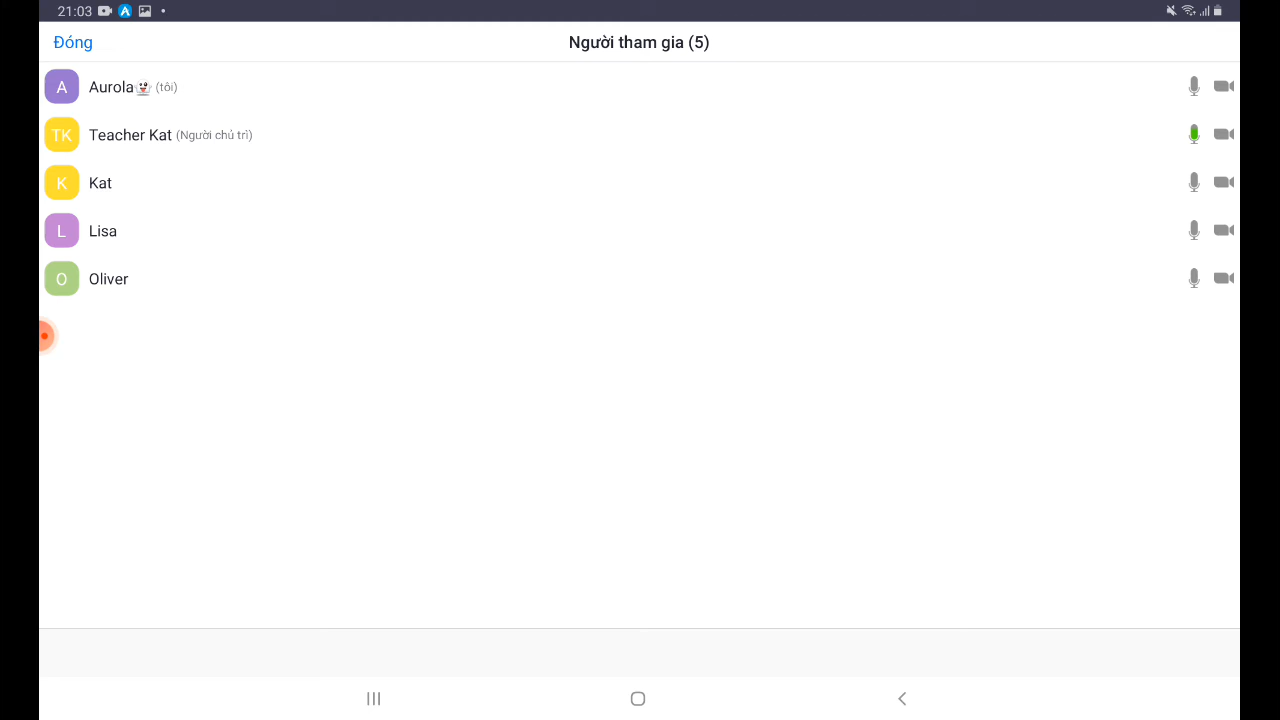 21:03
Đóng
Người tham gia (5)
A Aurola👻 (tôi)
TK Teacher Kat (Người chủ trì)
K Kat
L Lisa
O Oliver